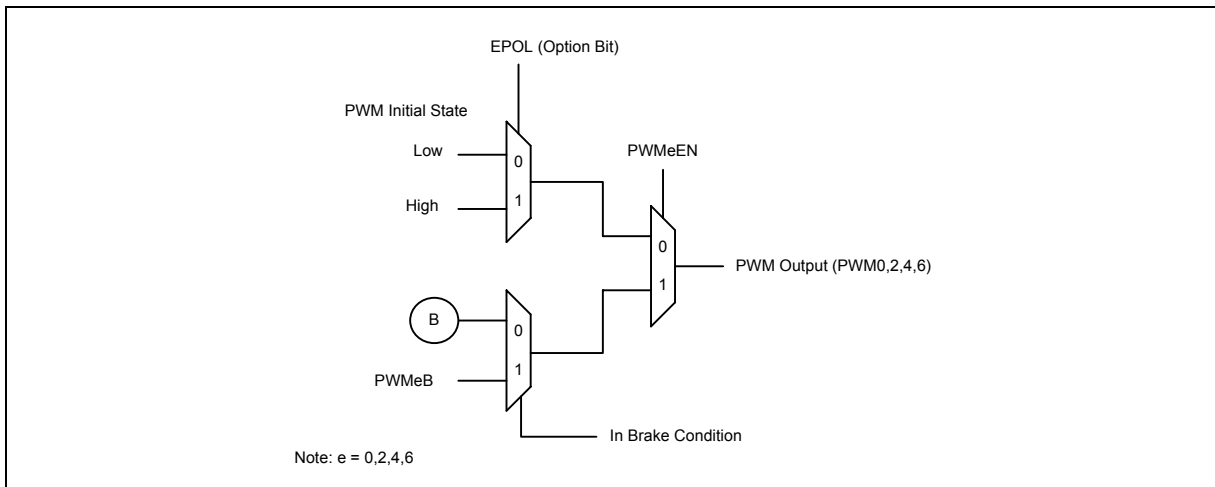 EPOL (Option Bit)
PWM Initial State
Low
0
High
1
PWMeEN
0
1
PWM Output (PWM0,2,4,6)
B
0
1
PWMeB
In Brake Condition
Note: e = 0,2,4,6